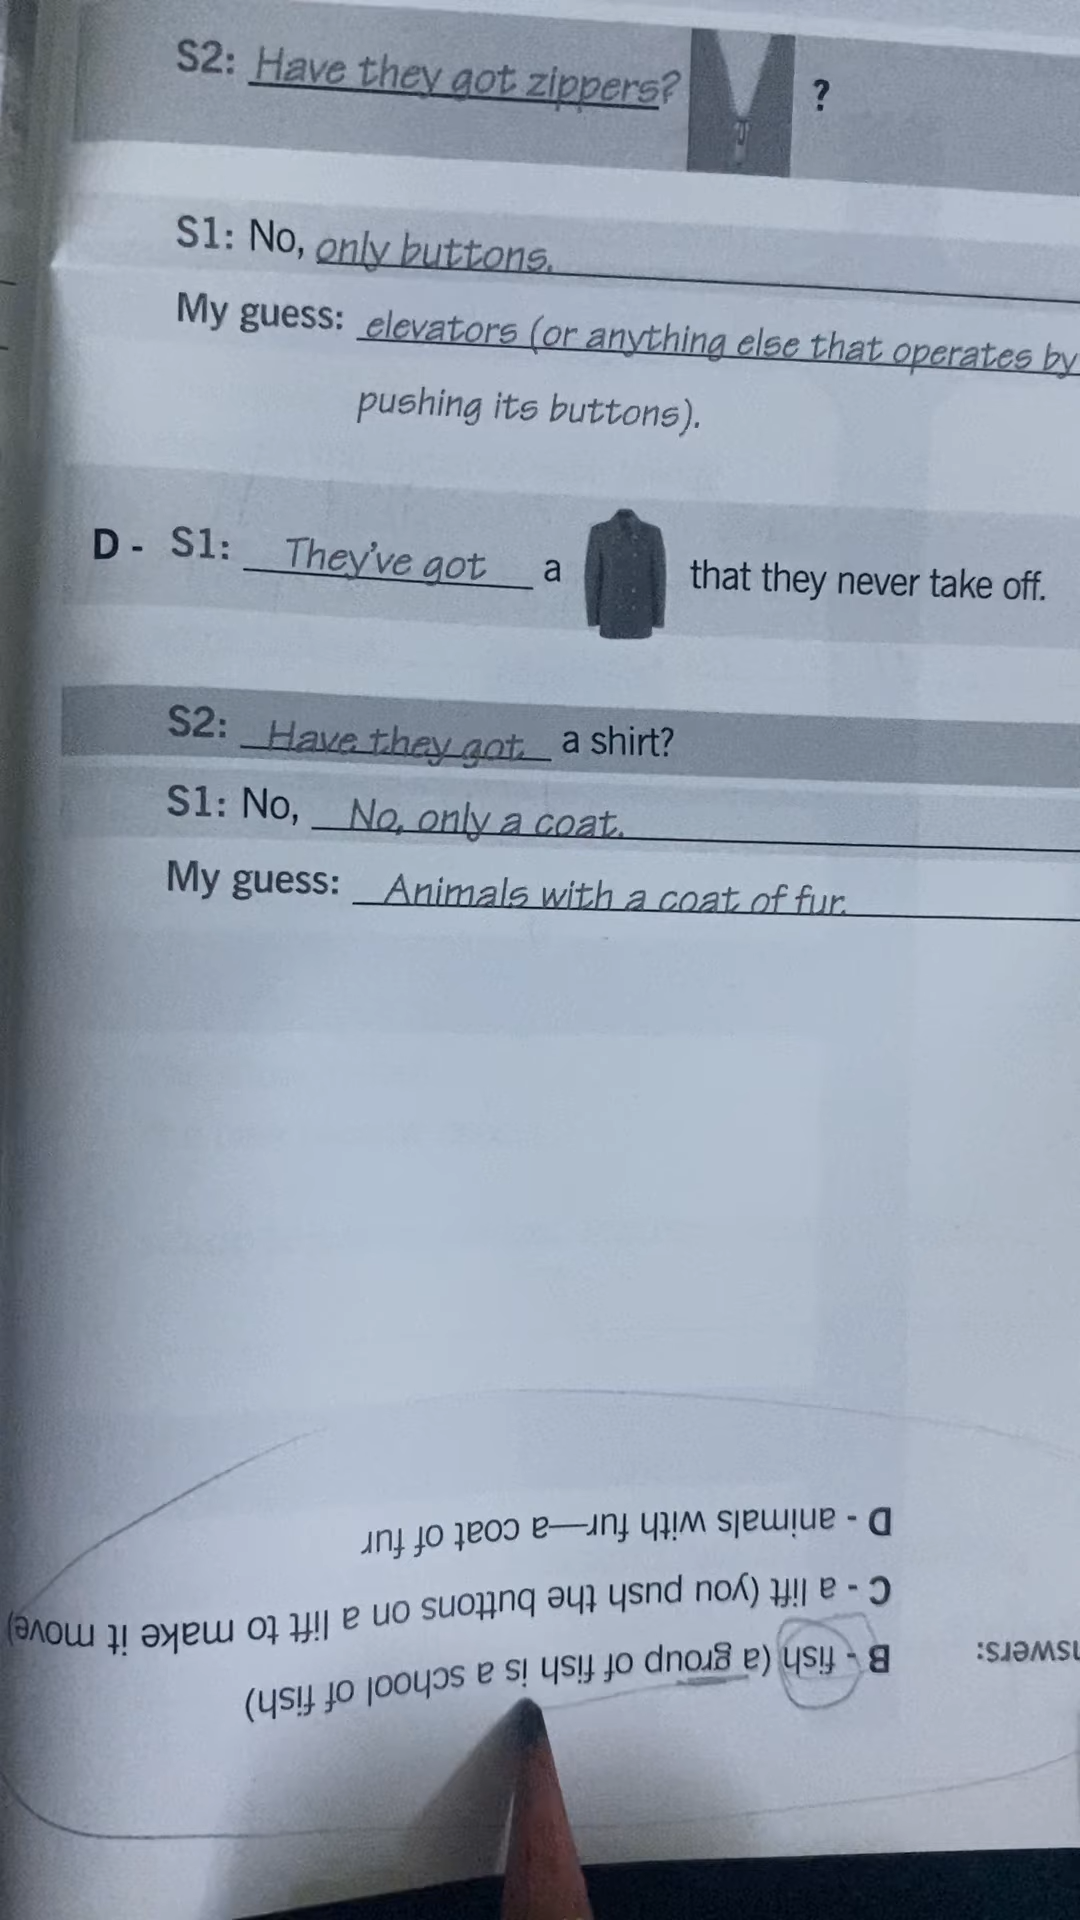 S2: Have they got zippers? ?
S1: No, only buttons.
My guess: elevators (or anything else that operates by
pushing its buttons).
D - S1: They've got a that they never take off.
S2: Have they got a shirt?
S1: No, No, only a coat.
My guess: Animals with a coat of fur.
nswers:
B - fish (a group of fish is a school of fish)
C - a lift (you push the buttons on a lift to make it move)
D - animals with fur—a coat of fur